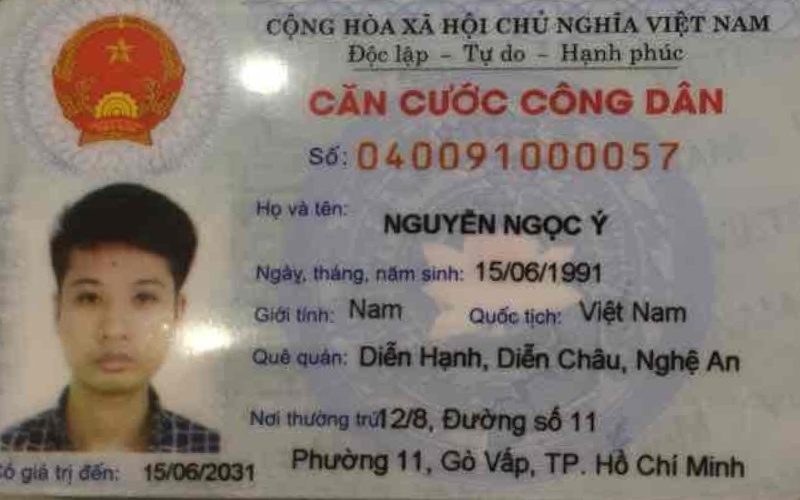 CỘNG HÒA XÃ HỘI CHỦ NGHĨA VIỆT NAM
Độc lập – Tự do – Hạnh phúc
CĂN CƯỚC CÔNG DÂN
Số: 040091000057
Họ và tên: NGUYỄN NGỌC Ý
Ngày, tháng, năm sinh: 15/06/1991
Giới tính: Nam Quốc tịch: Việt Nam
Quê quán: Diễn Hạnh, Diễn Châu, Nghệ An
Nơi thường trú: 12/8, Đường số 11
Phường 11, Gò Vấp, TP. Hồ Chí Minh
Có giá trị đến: 15/06/2031